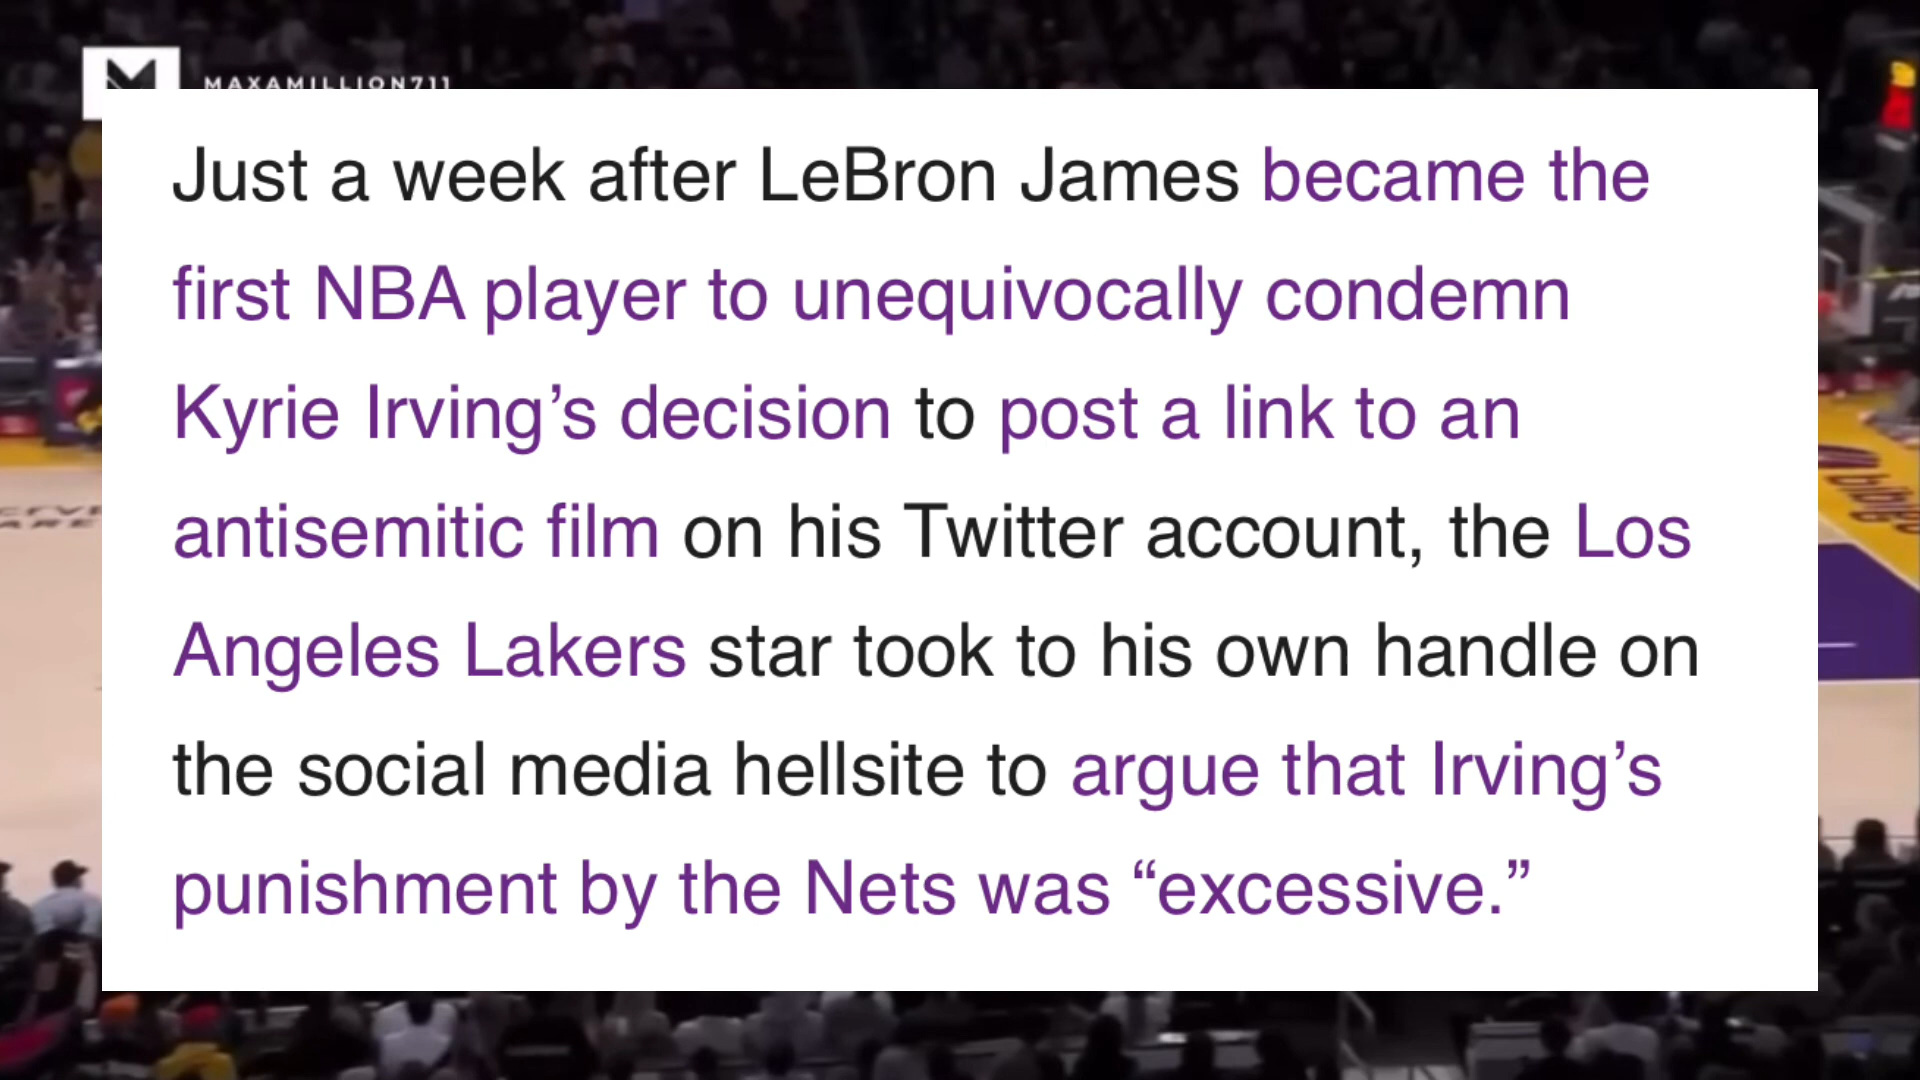 MAXAMILLION711
Just a week after LeBron James became the
first NBA player to unequivocally condemn
Kyrie Irving’s decision to post a link to an
antisemitic film on his Twitter account, the Los
Angeles Lakers star took to his own handle on
the social media hellsite to argue that Irving’s
punishment by the Nets was “excessive.”
bibigo